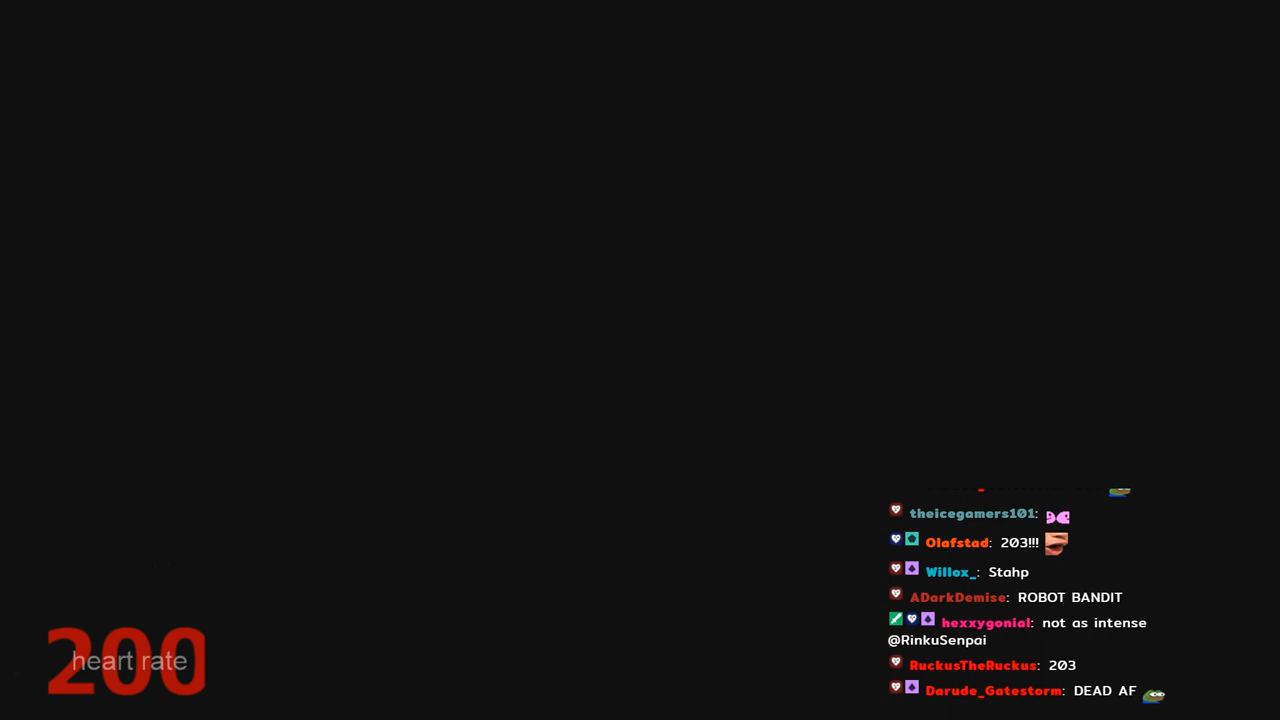 theicegamers101:
Olafstad: 203!!!
Willox_: Stahp
ADarkDemise: ROBOT BANDIT
hexxygonial: not as intense
@RinkuSenpai
RuckusTheRuckus: 203
Darude_Gatestorm: DEAD AF
200
heart rate